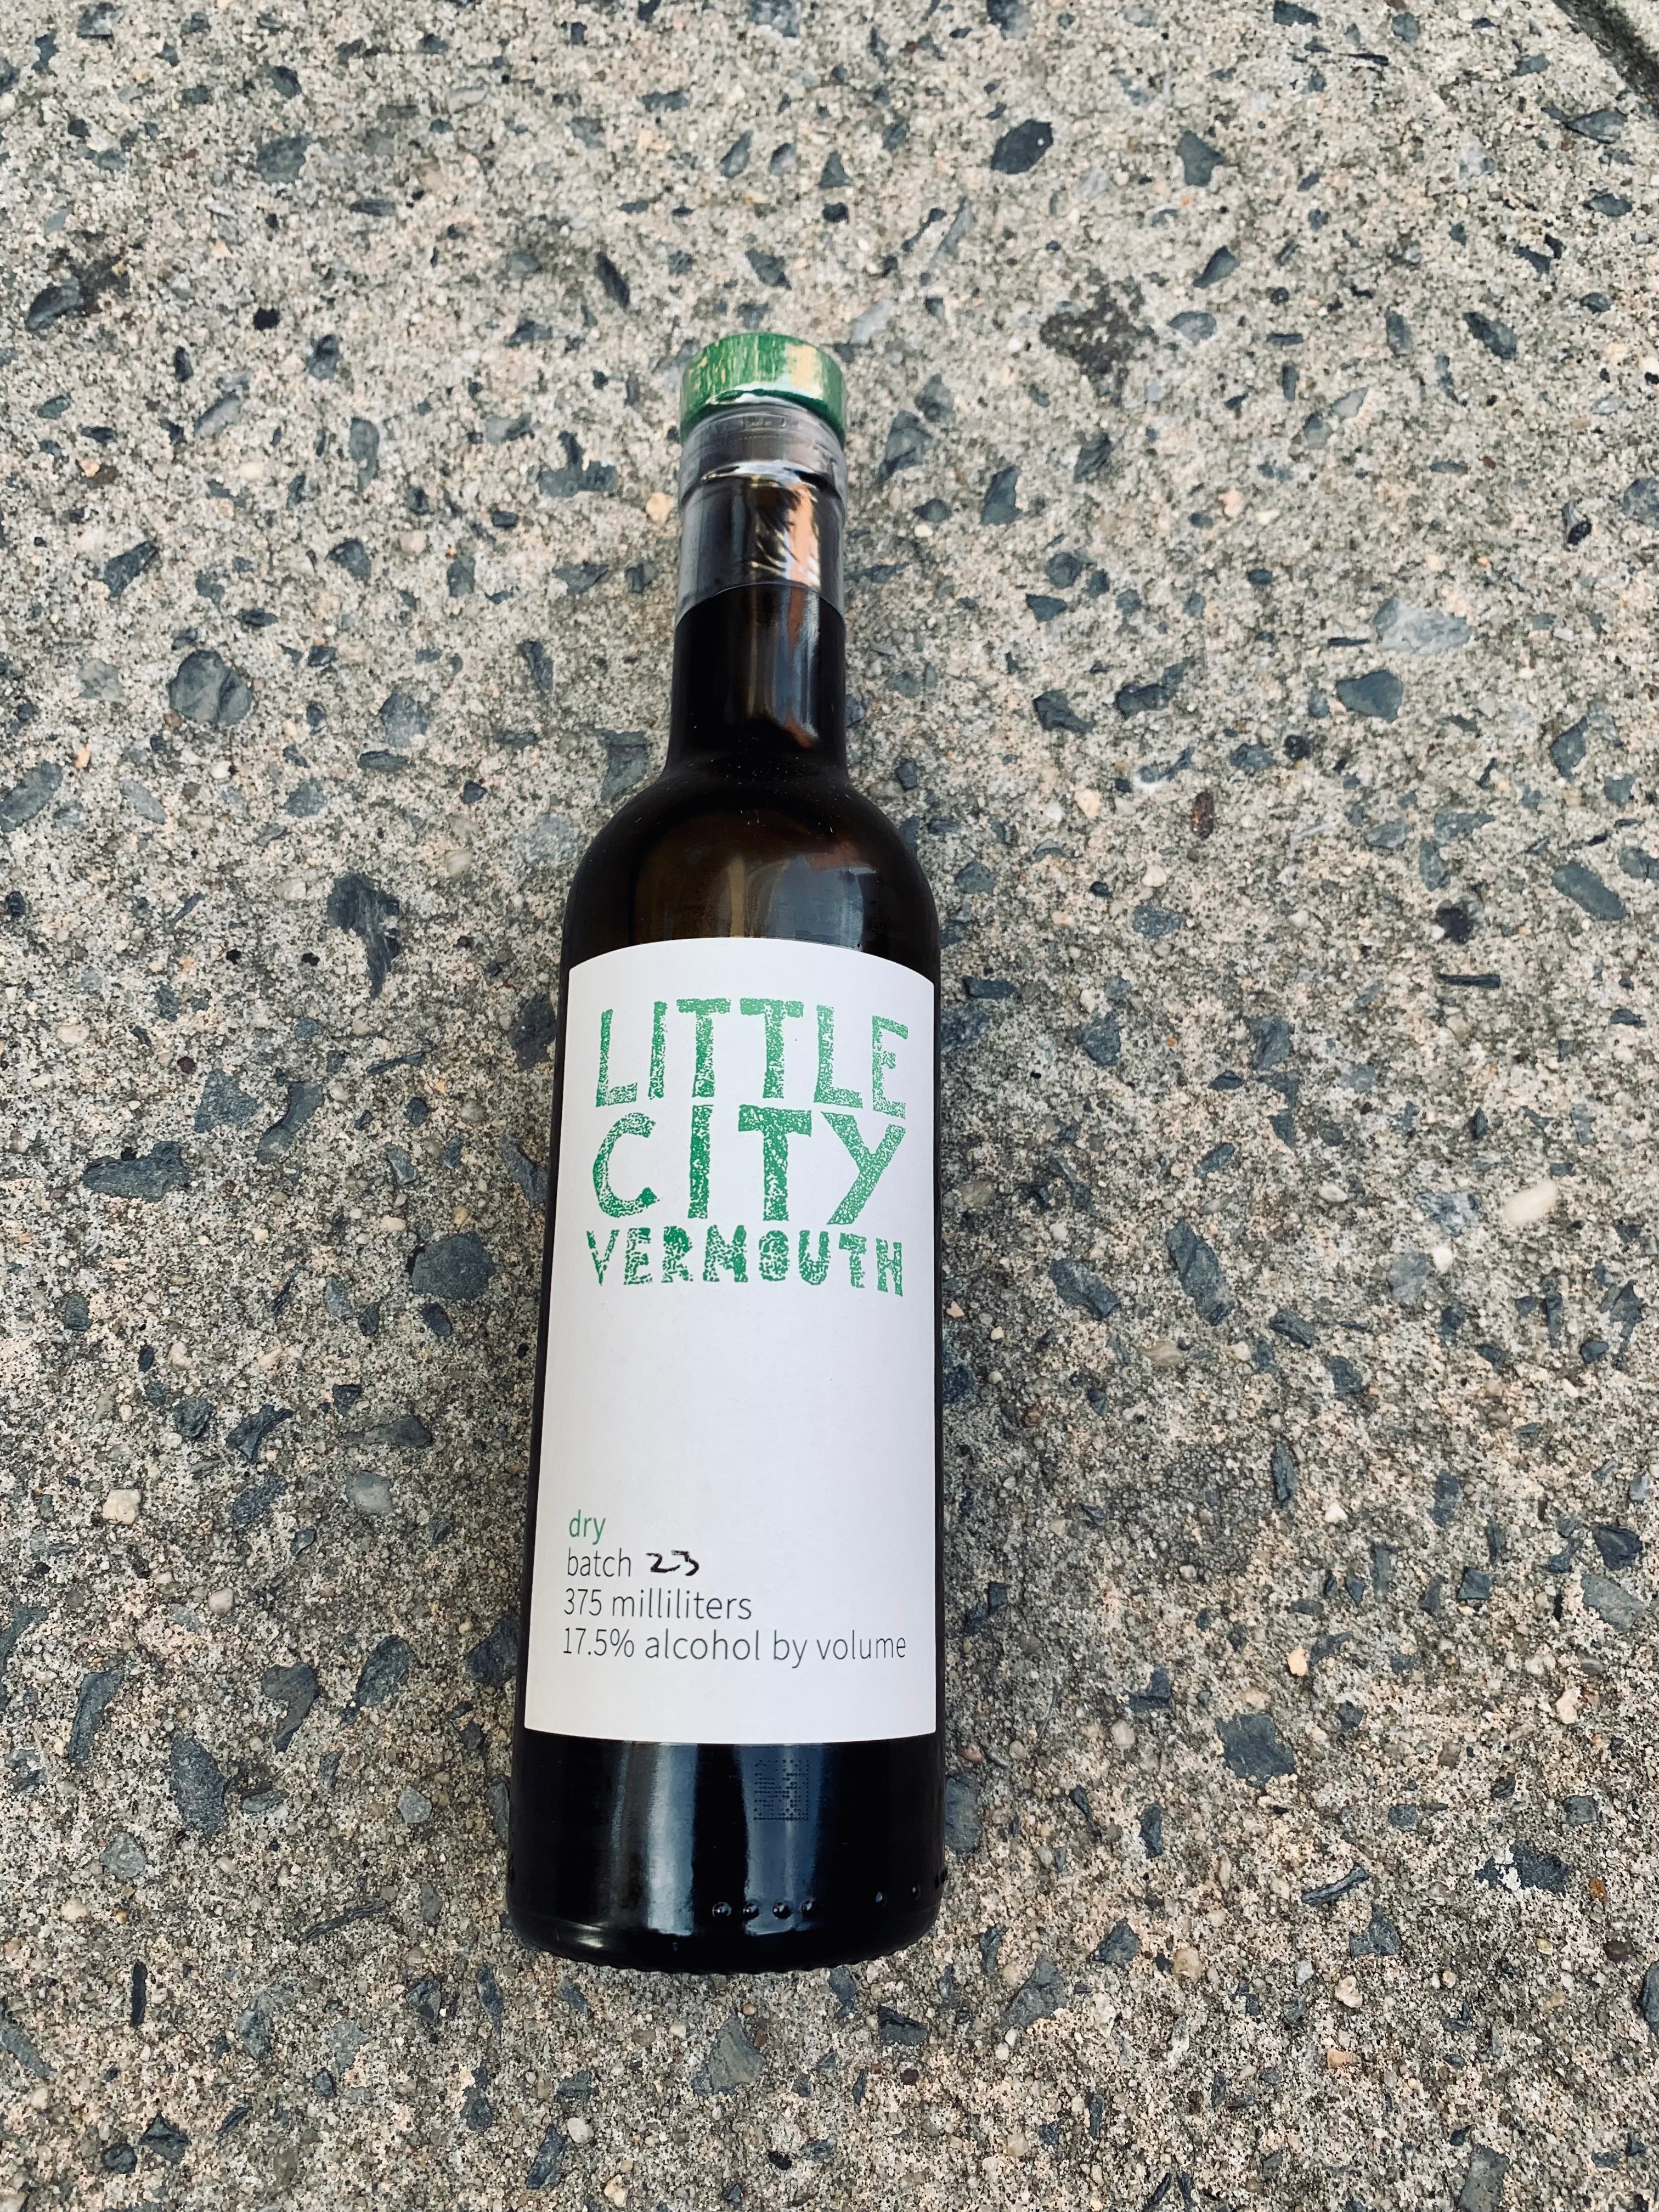 LITTLE
CITY
VERMOUTH
dry
batch 23
375 milliliters
17.5% alcohol by volume